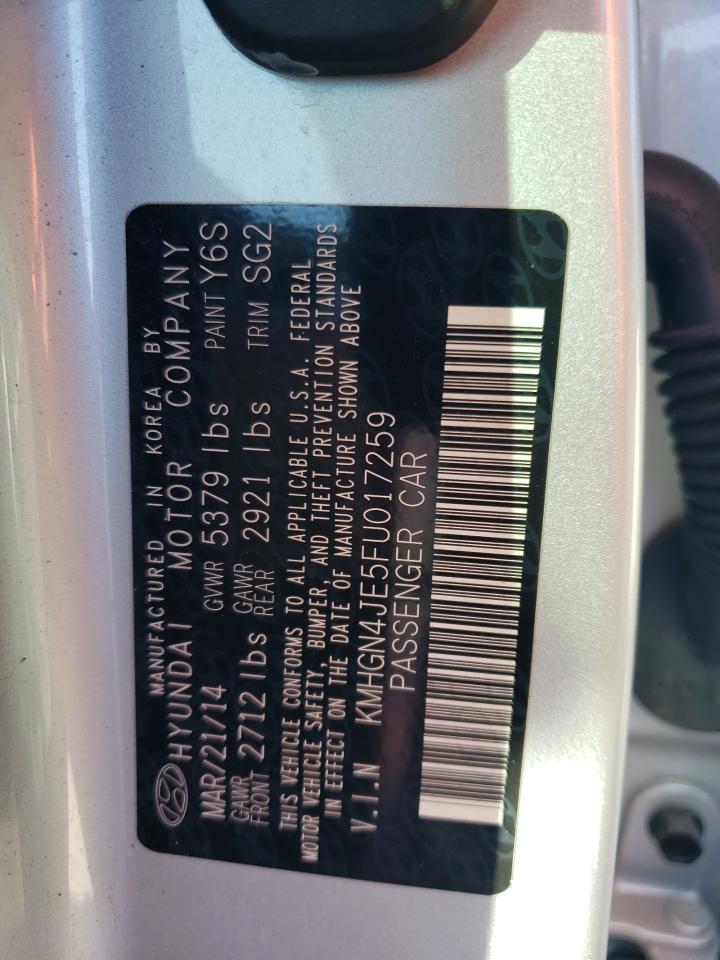 MANUFACTURED IN KOREA BY
HYUNDAI MOTOR COMPANY
MAR/21/14 GVWR 5379 lbs PAINT Y6S
GAWR FRONT 2712 lbs GAWR REAR 2921 lbs TRIM SG2
THIS VEHICLE CONFORMS TO ALL APPLICABLE U.S.A. FEDERAL
MOTOR VEHICLE SAFETY, BUMPER, AND THEFT PREVENTION STANDARDS
IN EFFECT ON THE DATE OF MANUFACTURE SHOWN ABOVE
V.I.N KMHGN4JE5FU017259
PASSENGER CAR